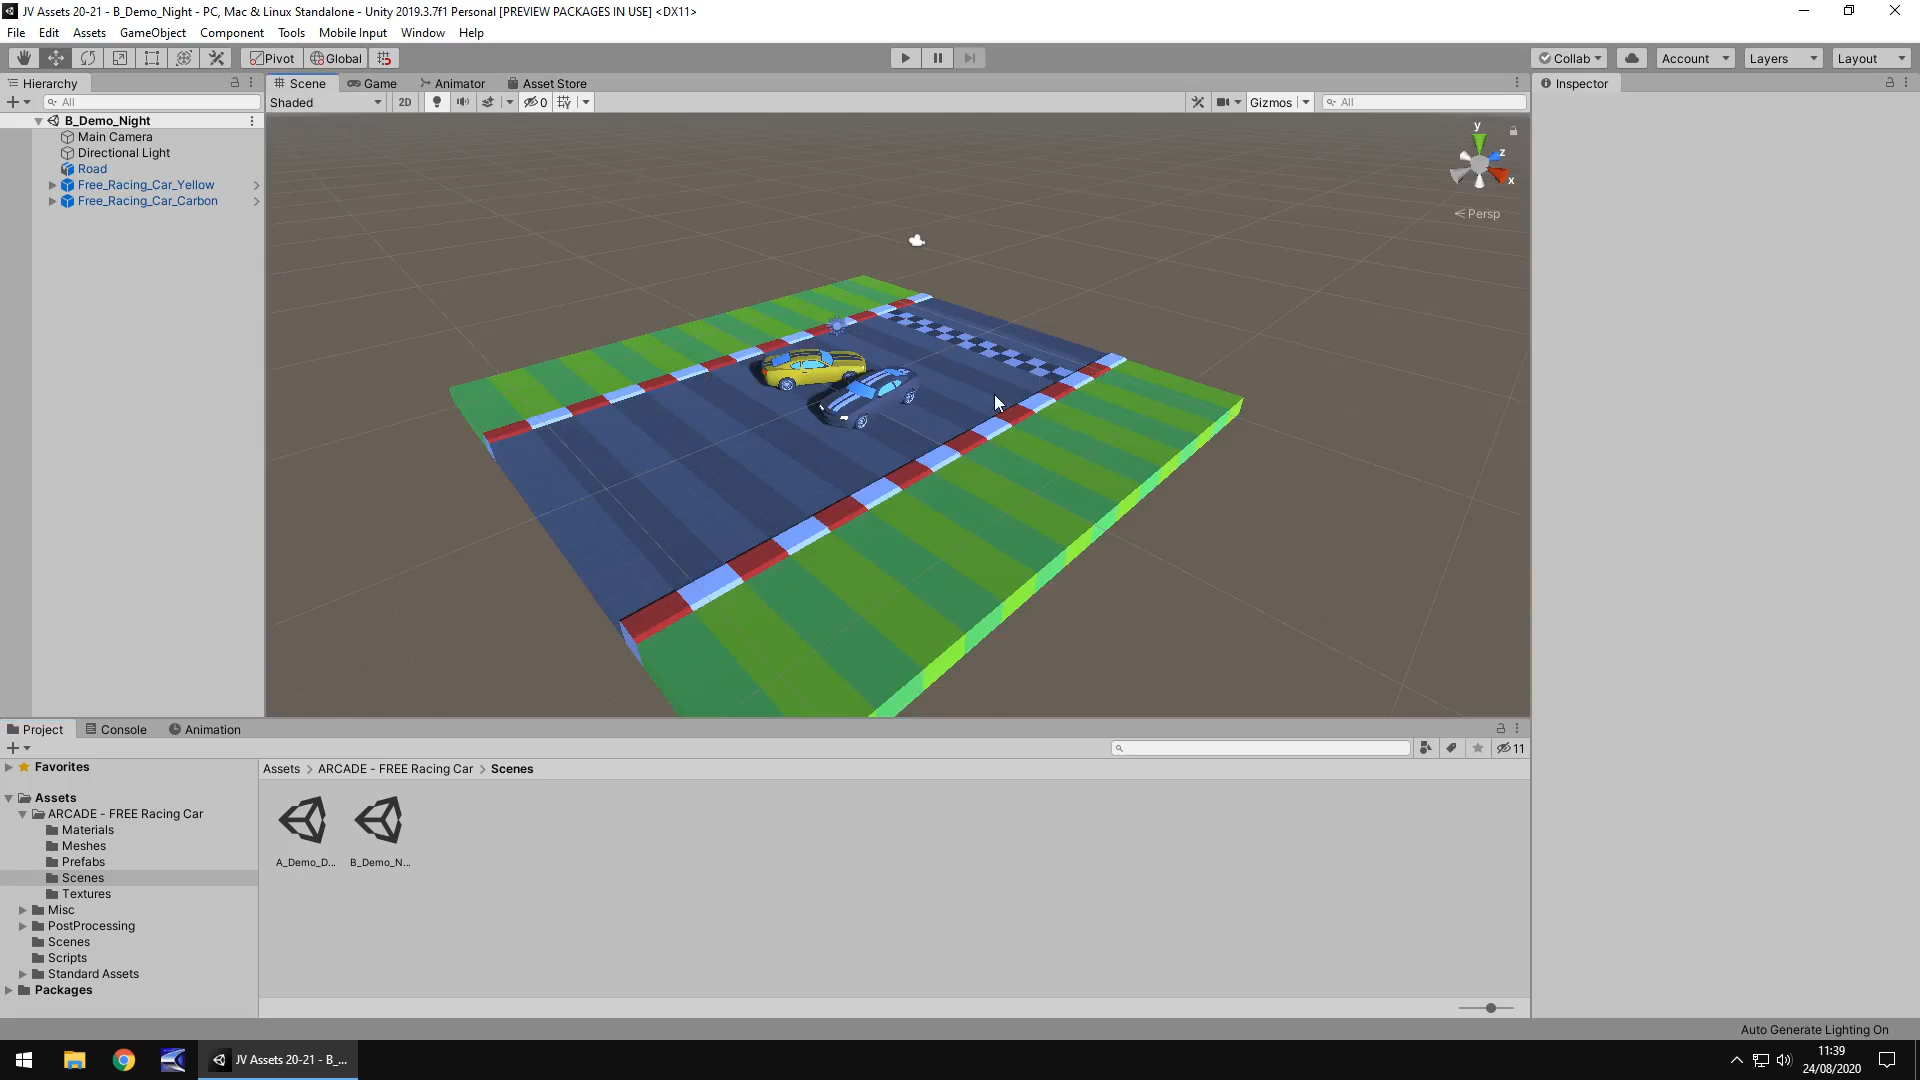 JV Assets 20-21 - B_Demo_Night - PC, Mac & Linux Standalone - Unity 2019.3.7f1 Personal [PREVIEW PACKAGES IN USE] <DX11>
File Edit Assets GameObject Component Tools Mobile Input Window Help
Pivot Global Collab Account Layers Layout
Hierarchy Scene Game Animator Asset Store Inspector
All Shaded 2D 0 Gizmos All
B_Demo_Night
Main Camera
Directional Light
Road
Free_Racing_Car_Yellow
Free_Racing_Car_Carbon
y
z
x
Persp
Project Console Animation
11
Favorites
Assets > ARCADE - FREE Racing Car > Scenes
Assets
ARCADE - FREE Racing Car
Materials
Meshes
Prefabs
Scenes
Textures
Misc
PostProcessing
Scenes
Scripts
Standard Assets
Packages
A_Demo_D... B_Demo_N...
Auto Generate Lighting On
JV Assets 20-21 - B_...
11:39
24/08/2020